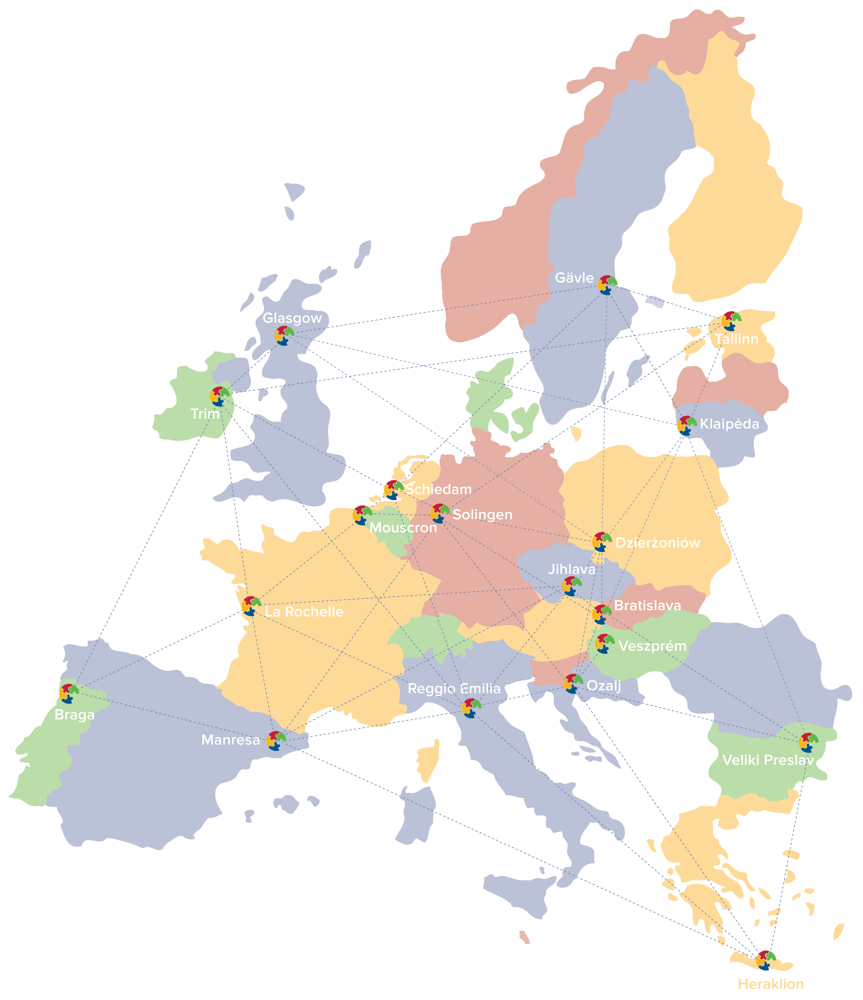 Gävle
Glasgow
Tallinn
Trim
Klaipėda
Schiedam
Solingen
Mouscron
Dzierżoniów
Jihlava
Bratislava
La Rochelle
Veszprém
Ozalj
Reggio Emilia
Braga
Manresa
Veliki Preslav
Heraklion